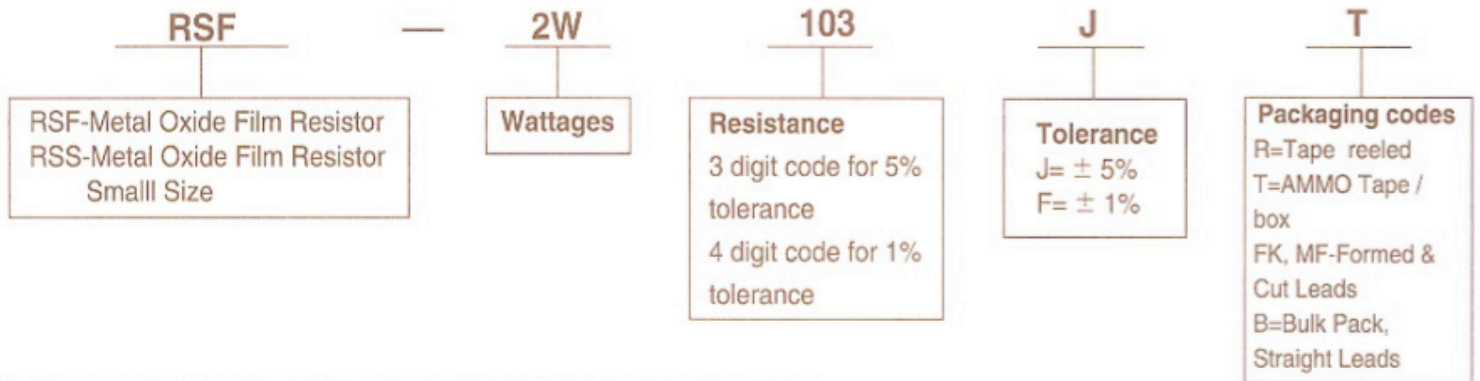 RSF — 2W 103 J T
RSF-Metal Oxide Film Resistor
RSS-Metal Oxide Film Resistor
Smalll Size
Wattages
Resistance
3 digit code for 5%
tolerance
4 digit code for 1%
tolerance
Tolerance
J= ± 5%
F= ± 1%
Packaging codes
R=Tape reeled
T=AMMO Tape /
box
FK, MF-Formed &
Cut Leads
B=Bulk Pack,
Straight Leads